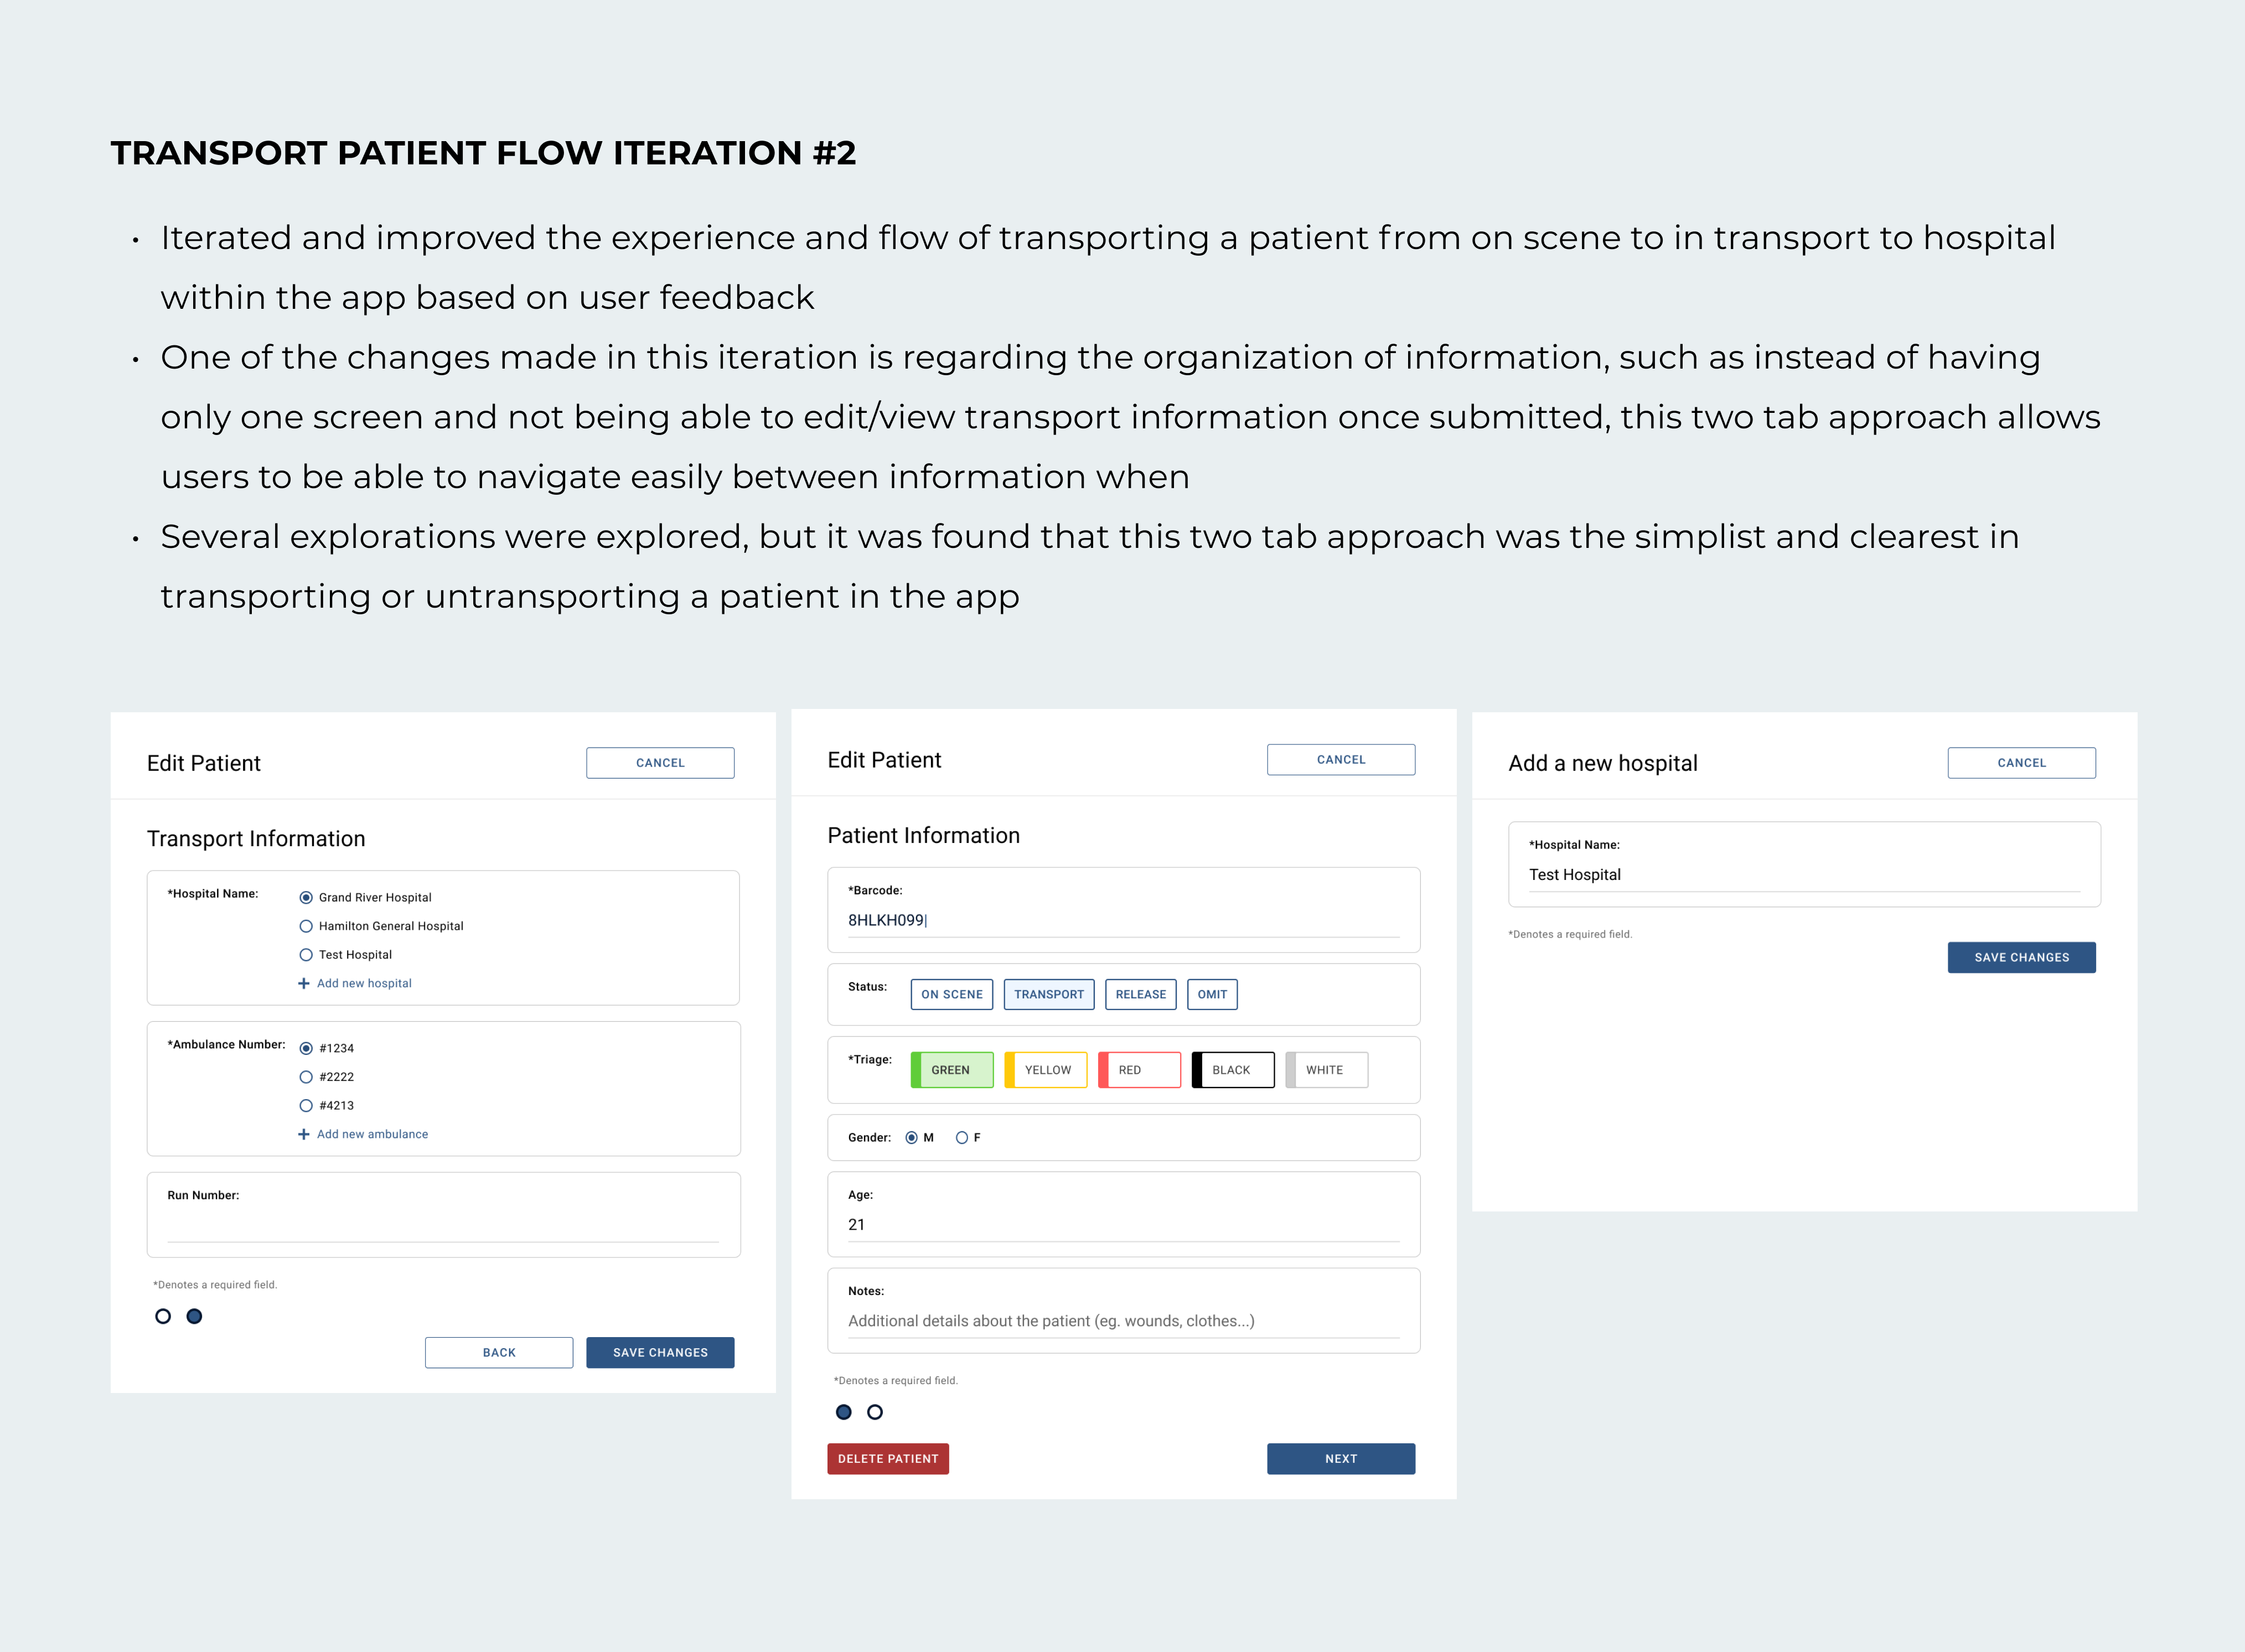 TRANSPORT PATIENT FLOW ITERATION #2
• Iterated and improved the experience and flow of transporting a patient from on scene to in transport to hospital
within the app based on user feedback
• One of the changes made in this iteration is regarding the organization of information, such as instead of having
only one screen and not being able to edit/view transport information once submitted, this two tab approach allows
users to be able to navigate easily between information when
• Several explorations were explored, but it was found that this two tab approach was the simplist and clearest in
transporting or untransporting a patient in the app
Edit Patient
CANCEL
Transport Information
*Hospital Name:
Grand River Hospital
Hamilton General Hospital
Test Hospital
+ Add new hospital
*Ambulance Number:
#1234
#2222
#4213
+ Add new ambulance
Run Number:
*Denotes a required field.
BACK
SAVE CHANGES
Edit Patient
CANCEL
Patient Information
*Barcode:
8HLKH099|
Status:
ON SCENE
TRANSPORT
RELEASE
OMIT
*Triage:
GREEN
YELLOW
RED
BLACK
WHITE
Gender:
M
F
Age:
21
Notes:
Additional details about the patient (eg. wounds, clothes...)
*Denotes a required field.
DELETE PATIENT
NEXT
Add a new hospital
CANCEL
*Hospital Name:
Test Hospital
*Denotes a required field.
SAVE CHANGES